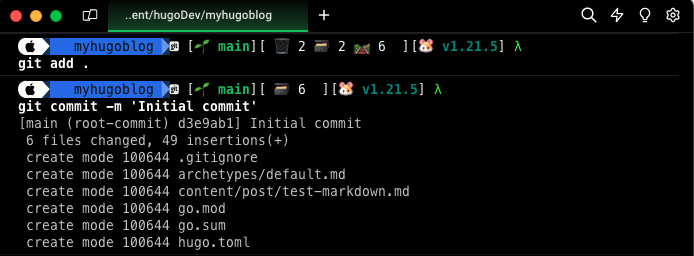 ..ent/hugoDev/myhugoblog
myhugoblog git [🌱 main][ 🗑️ 2 🗃️ 2 🛤️ 6 ][🐹 v1.21.5] λ
git add .
myhugoblog git [🌱 main][ 🗃️ 6 ][🐹 v1.21.5] λ
git commit -m 'Initial commit'
[main (root-commit) d3e9ab1] Initial commit
6 files changed, 49 insertions(+)
create mode 100644 .gitignore
create mode 100644 archetypes/default.md
create mode 100644 content/post/test-markdown.md
create mode 100644 go.mod
create mode 100644 go.sum
create mode 100644 hugo.toml